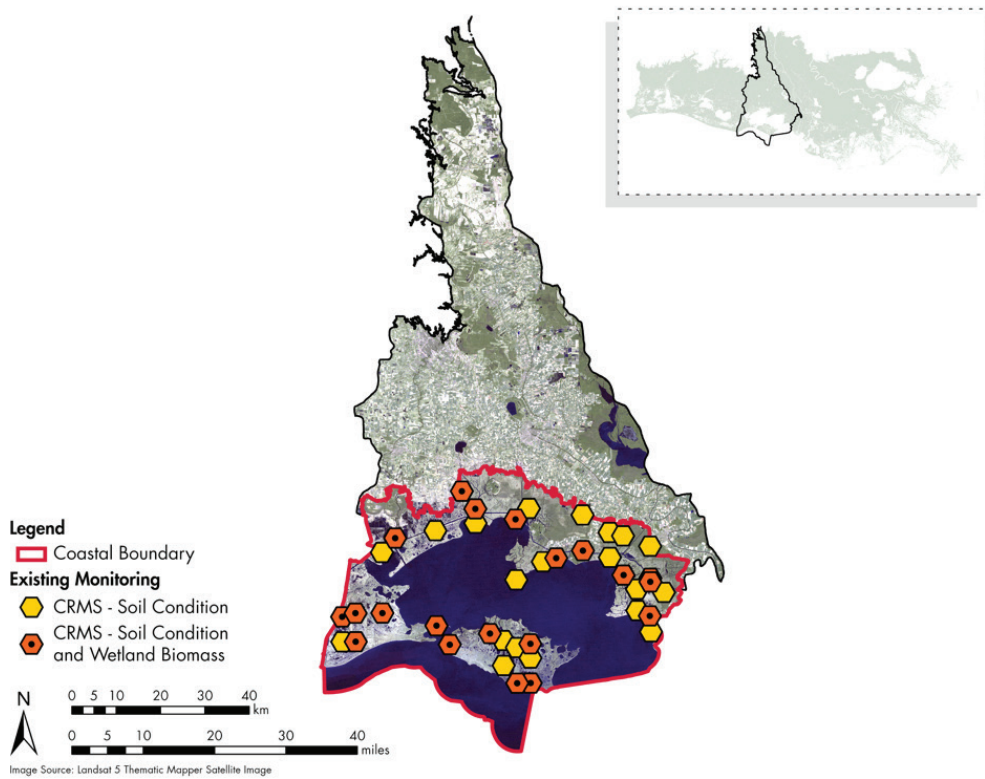 Legend
Coastal Boundary
Existing Monitoring
CRMS - Soil Condition
CRMS - Soil Condition
and Wetland Biomass
N
0 5 10 20 30 40
km
0 5 10 20 30 40
miles
Image Source: Landsat 5 Thematic Mapper Satellite Image